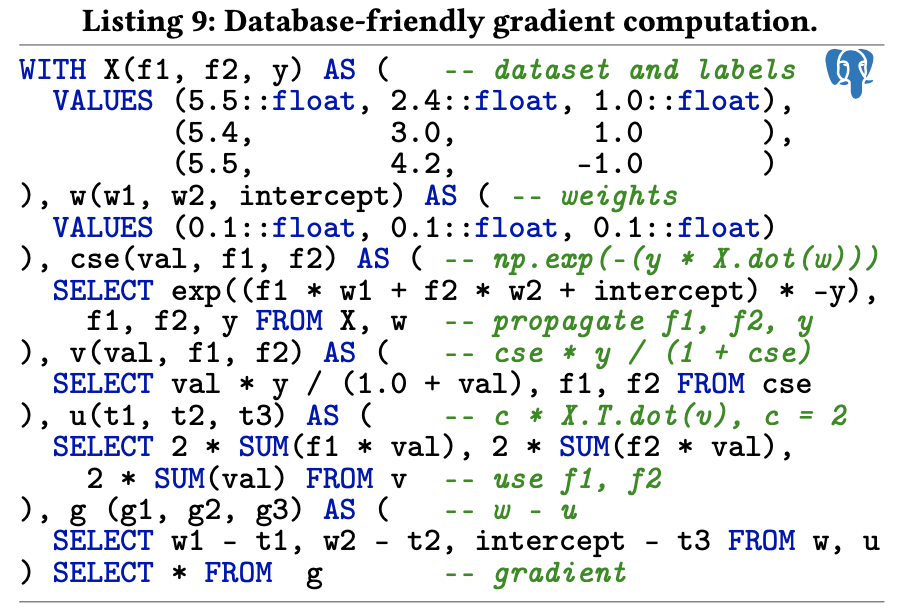 Listing 9: Database-friendly gradient computation.
WITH X(f1, f2, y) AS (   -- dataset and labels
  VALUES (5.5::float, 2.4::float, 1.0::float),
         (5.4,        3.0,        1.0       ),
         (5.5,        4.2,       -1.0       )
), w(w1, w2, intercept) AS ( -- weights
  VALUES (0.1::float, 0.1::float, 0.1::float)
), cse(val, f1, f2) AS ( -- np.exp(-(y * X.dot(w)))
  SELECT exp((f1 * w1 + f2 * w2 + intercept) * -y),
    f1, f2, y FROM X, w  -- propagate f1, f2, y
), v(val, f1, f2) AS (   -- cse * y / (1 + cse)
  SELECT val * y / (1.0 + val), f1, f2 FROM cse
), u(t1, t2, t3) AS (    -- c * X.T.dot(v), c = 2
  SELECT 2 * SUM(f1 * val), 2 * SUM(f2 * val),
    2 * SUM(val) FROM v  -- use f1, f2
), g (g1, g2, g3) AS (   -- w - u
  SELECT w1 - t1, w2 - t2, intercept - t3 FROM w, u
) SELECT * FROM  g       -- gradient